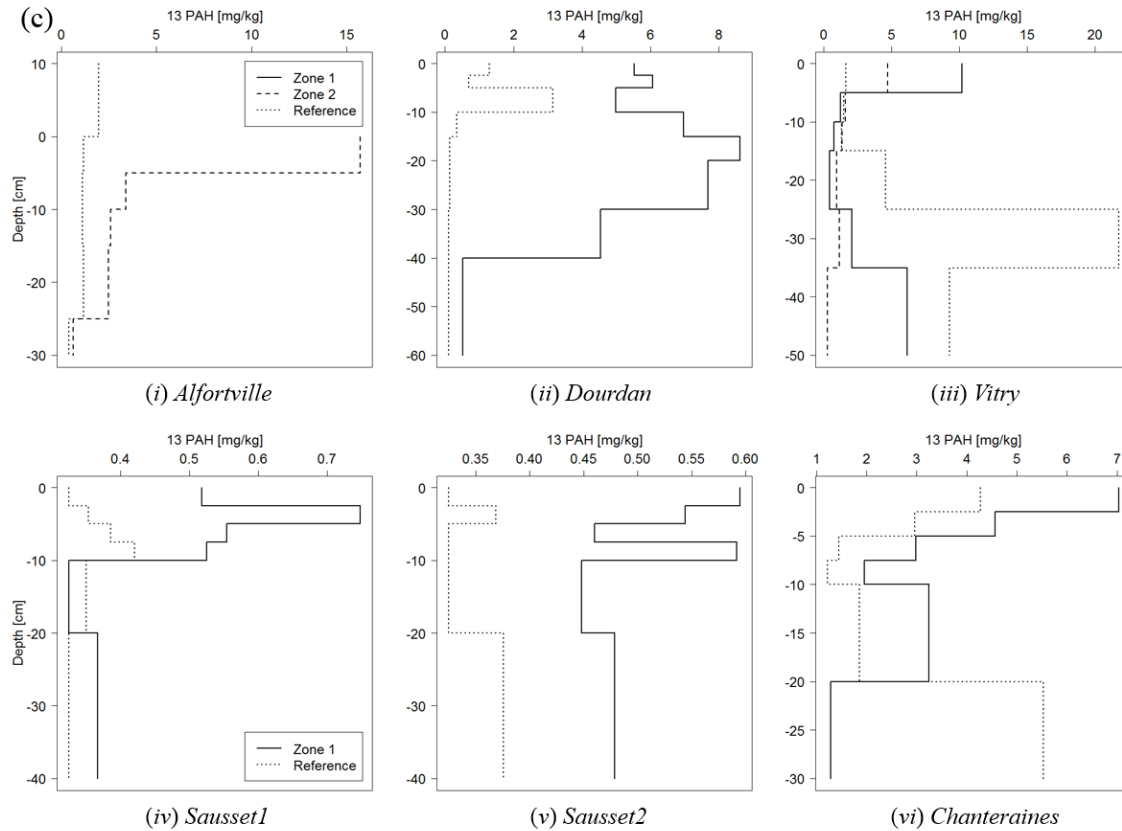 (c)
13 PAH [mg/kg]
13 PAH [mg/kg]
13 PAH [mg/kg]
0 5 10 15
0 2 4 6 8
0 5 10 15 20
Depth [cm]
10
0
-10
-20
-30
Zone 1
Zone 2
Reference
0
-10
-20
-30
-40
-50
-60
0
-10
-20
-30
-40
-50
(i) Alfortville
(ii) Dourdan
(iii) Vitry
13 PAH [mg/kg]
13 PAH [mg/kg]
13 PAH [mg/kg]
0.4 0.5 0.6 0.7
0.35 0.40 0.45 0.50 0.55 0.60
1 2 3 4 5 6 7
Depth [cm]
0
-10
-20
-30
-40
Zone 1
Reference
0
-10
-20
-30
-40
0
-5
-10
-15
-20
-25
-30
(iv) Sausset1
(v) Sausset2
(vi) Chanteraines